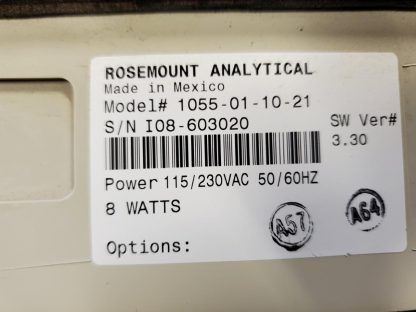 ROSEMOUNT ANALYTICAL
Made in Mexico
Model# 1055-01-10-21
S/N I08-603020
SW Ver#
3.30
Power 115/230VAC 50/60HZ
8 WATTS
A57
A64
Options: